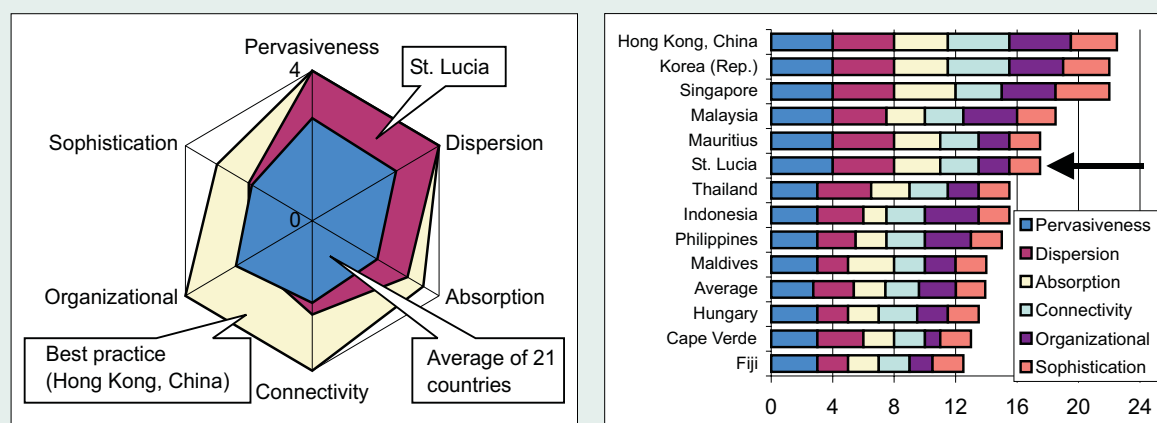 Pervasiveness
4
St. Lucia
Sophistication
Dispersion
0
Organizational
Absorption
Best practice
(Hong Kong, China)
Average of 21
countries
Connectivity
Hong Kong, China
Korea (Rep.)
Singapore
Malaysia
Mauritius
St. Lucia
Thailand
Indonesia
Philippines
Maldives
Average
Hungary
Cape Verde
Fiji
Pervasiveness
Dispersion
Absorption
Connectivity
Organizational
Sophistication
0 4 8 12 16 20 24